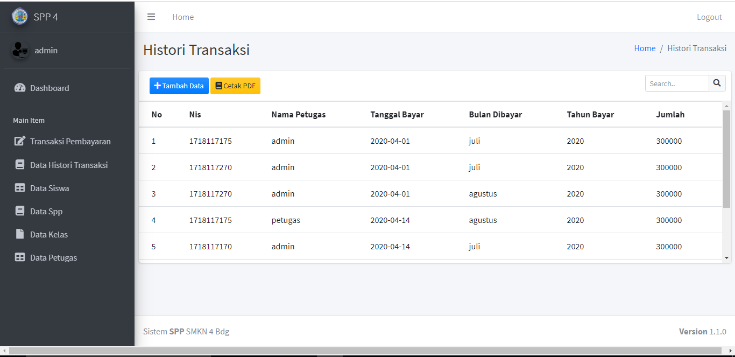 SPP 4
Home
Logout
admin
Histori Transaksi
Home / Histori Transaksi
Dashboard
Tambah Data
Cetak PDF
Search...
Main Item
Transaksi Pembayaran
Data Histori Transaksi
Data Siswa
Data Spp
Data Kelas
Data Petugas
No Nis Nama Petugas Tanggal Bayar Bulan Dibayar Tahun Bayar Jumlah
1 1718117175 admin 2020-04-01 juli 2020 300000
2 1718117270 admin 2020-04-01 juli 2020 300000
3 1718117270 admin 2020-04-01 agustus 2020 300000
4 1718117175 petugas 2020-04-14 agustus 2020 300000
5 1718117170 admin 2020-04-14 juli 2020 300000
Sistem SPP SMKN 4 Bdg
Version 1.1.0